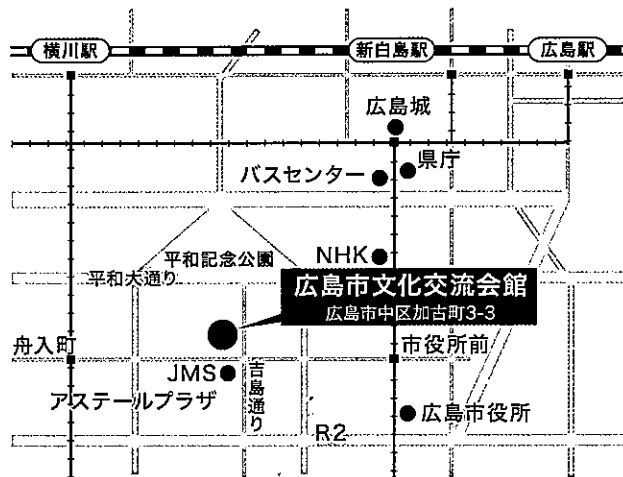 横川駅
新白島駅
広島駅
広島城
県庁
バスセンター
NHK
平和記念公園
平和大通り
広島市文化交流会館
広島市中区加古町3-3
舟入町
市役所前
JMS
アステールプラザ
吉島通り
広島市役所
R2